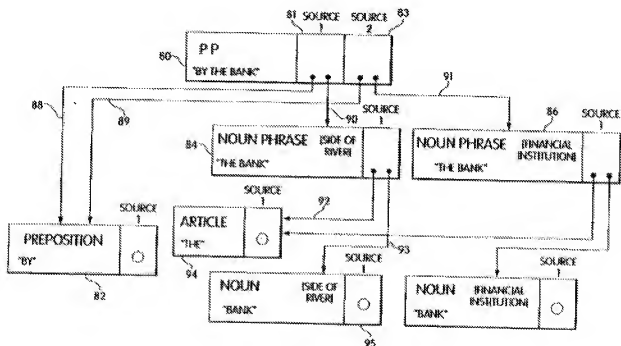 81 SOURCE 1 SOURCE 2 83
PP
80
"BY THE BANK"
88
89
90
91
SOURCE 1
NOUN PHRASE [SIDE OF RIVER]
84
"THE BANK"
86
SOURCE 1
NOUN PHRASE [FINANCIAL INSTITUTION]
"THE BANK"
92
93
SOURCE 1
PREPOSITION
"BY"
82
SOURCE 1
ARTICLE
"THE"
94
SOURCE 1
NOUN [SIDE OF RIVER]
"BANK"
95
SOURCE 1
NOUN [FINANCIAL INSTITUTION]
"BANK"